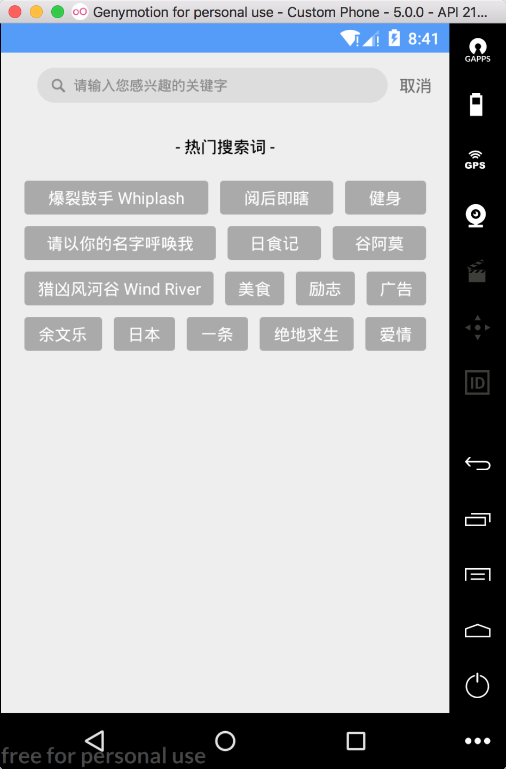 Genymotion for personal use - Custom Phone - 5.0.0 - API 21...
8:41
GAPPS
请输入您感兴趣的关键字 取消
- 热门搜索词 -
GPS
爆裂鼓手 Whiplash 阅后即瞎 健身
请以你的名字呼唤我 日食记 谷阿莫
猎凶风河谷 Wind River 美食 励志 广告
余文乐 日本 一条 绝地求生 爱情
ID
free for personal use